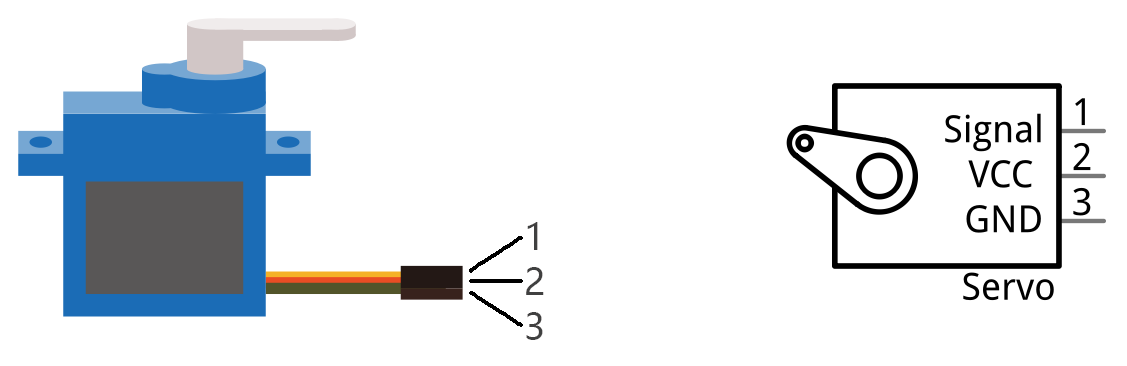 1
2
3
Signal 1
VCC 2
GND 3
Servo